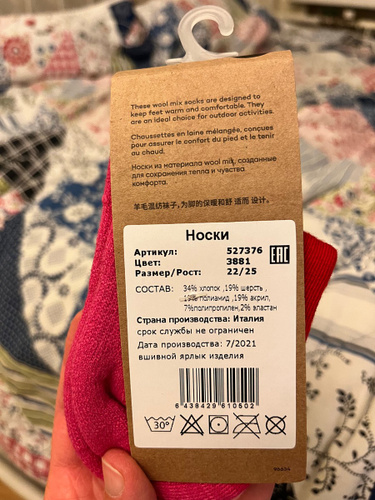 These wool mix socks are designed to
keep feet warm and comfortable. They
are an ideal choice for outdoor activities.
Chaussettes en laine mélangée, conçues
pour assurer le confort du pied et le tenir
au chaud.
Носки из материала wool mix, созданные
для сохранения тепла и чувства
комфорта.
羊毛混纺袜子,为脚的保暖和舒 适而 设计。
Носки
Артикул: 527376
Цвет: 3881
Размер/Рост: 22/25
EAC
СОСТАВ: 34% хлопок ,19% шерсть ,
19% полиамид ,19% акрил,
7%полипропилен,2% эластан
Страна производства: Италия
срок службы не ограничен
Дата производства: 7/2021
вшивной ярлык изделия
6 438429 610502
30°